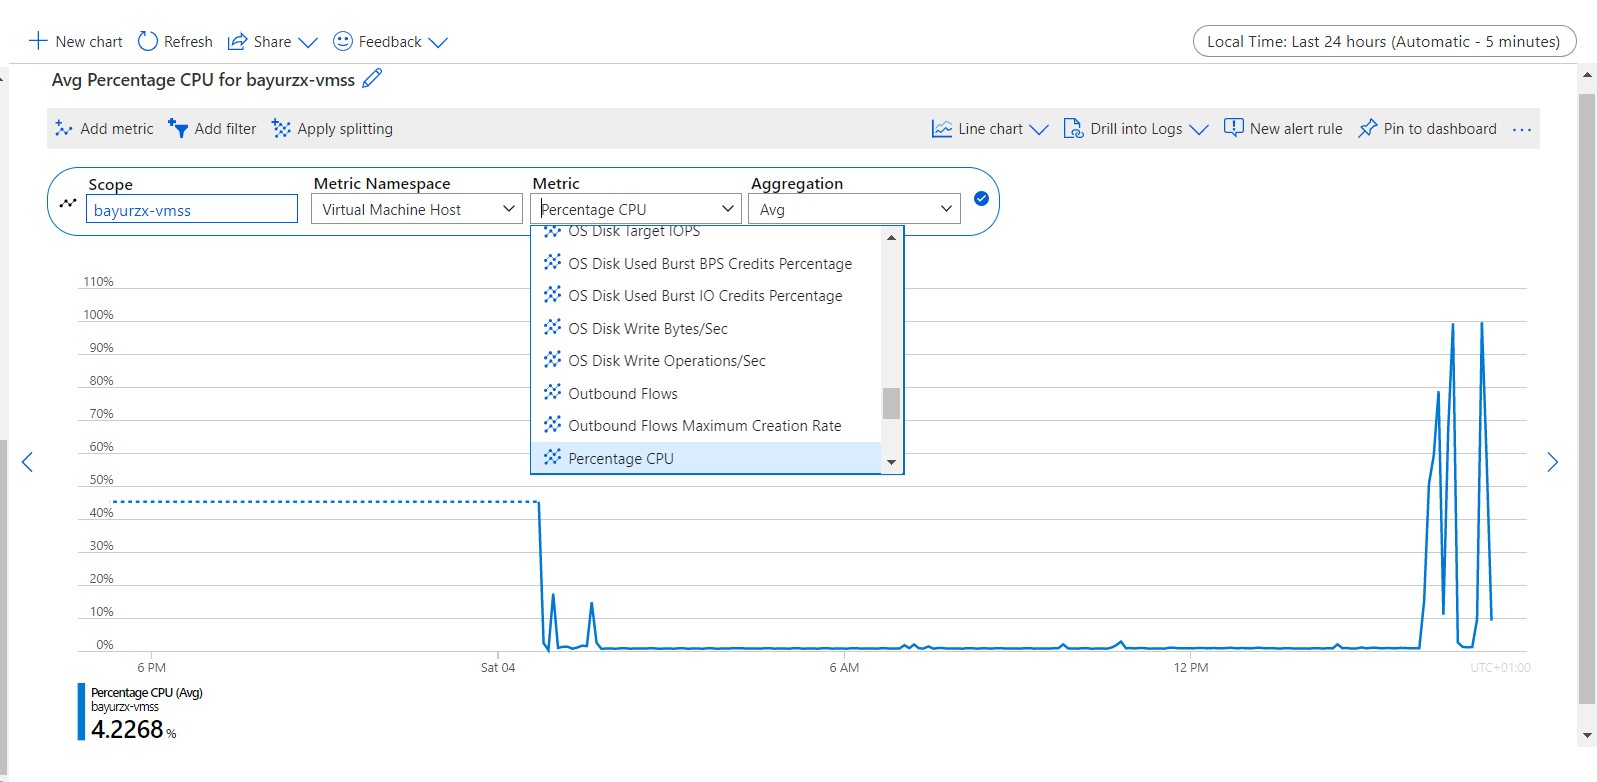 New chart Refresh Share Feedback Local Time: Last 24 hours (Automatic - 5 minutes)
Avg Percentage CPU for bayurzx-vmss
Add metric Add filter Apply splitting Line chart Drill into Logs New alert rule Pin to dashboard ...
Scope Metric Namespace Metric Aggregation
bayurzx-vmss Virtual Machine Host Percentage CPU Avg
OS Disk Target IOPS
OS Disk Used Burst BPS Credits Percentage
OS Disk Used Burst IO Credits Percentage
OS Disk Write Bytes/Sec
OS Disk Write Operations/Sec
Outbound Flows
Outbound Flows Maximum Creation Rate
Percentage CPU
110%
100%
90%
80%
70%
60%
50%
40%
30%
20%
10%
0%
6 PM Sat 04 6 AM 12 PM UTC+01:00
Percentage CPU (Avg)
bayurzx-vmss
4.2268 %